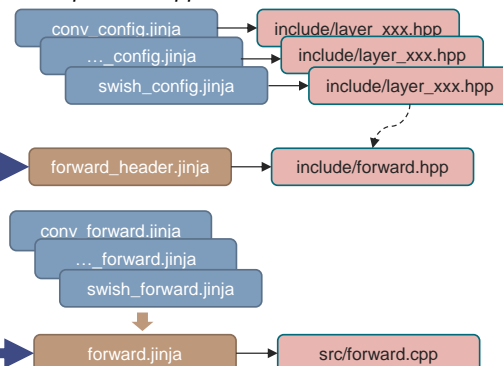 conv_config.jinja
include/layer_xxx.hpp
…_config.jinja
include/layer_xxx.hpp
swish_config.jinja
include/layer_xxx.hpp
forward_header.jinja
include/forward.hpp
conv_forward.jinja
…_forward.jinja
swish_forward.jinja
forward.jinja
src/forward.cpp